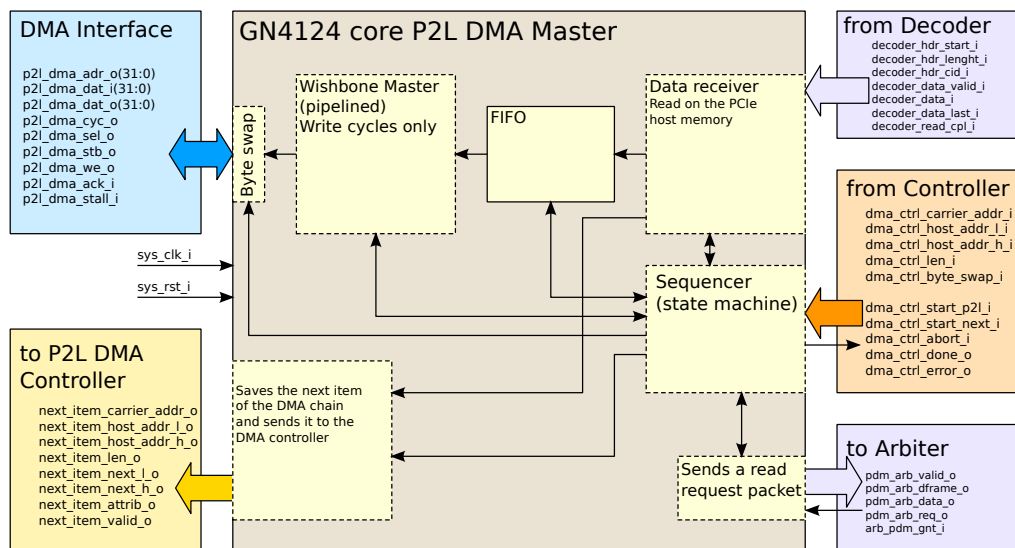 DMA Interface
p2l_dma_adr_o(31:0)
p2l_dma_dat_i(31:0)
p2l_dma_dat_o(31:0)
p2l_dma_cyc_o
p2l_dma_sel_o
p2l_dma_stb_o
p2l_dma_we_o
p2l_dma_ack_i
p2l_dma_stall_i
sys_clk_i
sys_rst_i
to P2L DMA
Controller
next_item_carrier_addr_o
next_item_host_addr_l_o
next_item_host_addr_h_o
next_item_len_o
next_item_next_l_o
next_item_next_h_o
next_item_attrib_o
next_item_valid_o
GN4124 core P2L DMA Master
Byte swap
Wishbone Master
(pipelined)
Write cycles only
FIFO
Data receiver
Read on the PCIe
host memory
Sequencer
(state machine)
Saves the next item
of the DMA chain
and sends it to the
DMA controller
Sends a read
request packet
from Decoder
decoder_hdr_start_i
decoder_hdr_lenght_i
decoder_hdr_cid_i
decoder_data_valid_i
decoder_data_i
decoder_data_last_i
decoder_read_cpl_i
from Controller
dma_ctrl_carrier_addr_i
dma_ctrl_host_addr_l_i
dma_ctrl_host_addr_h_i
dma_ctrl_len_i
dma_ctrl_byte_swap_i
dma_ctrl_start_p2l_i
dma_ctrl_start_next_i
dma_ctrl_abort_i
dma_ctrl_done_o
dma_ctrl_error_o
to Arbiter
pdm_arb_valid_o
pdm_arb_dframe_o
pdm_arb_data_o
pdm_arb_req_o
arb_pdm_gnt_i